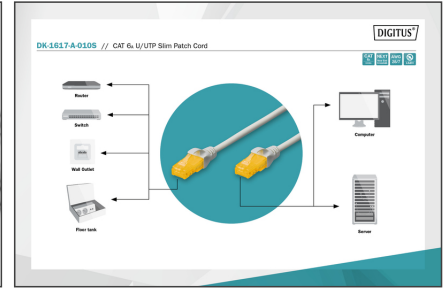 DIGITUS®
DK-1617-A-010S // CAT 6A U/UTP Slim Patch Cord
Router
Switch
Wall Outlet
Floor tank
Computer
Server